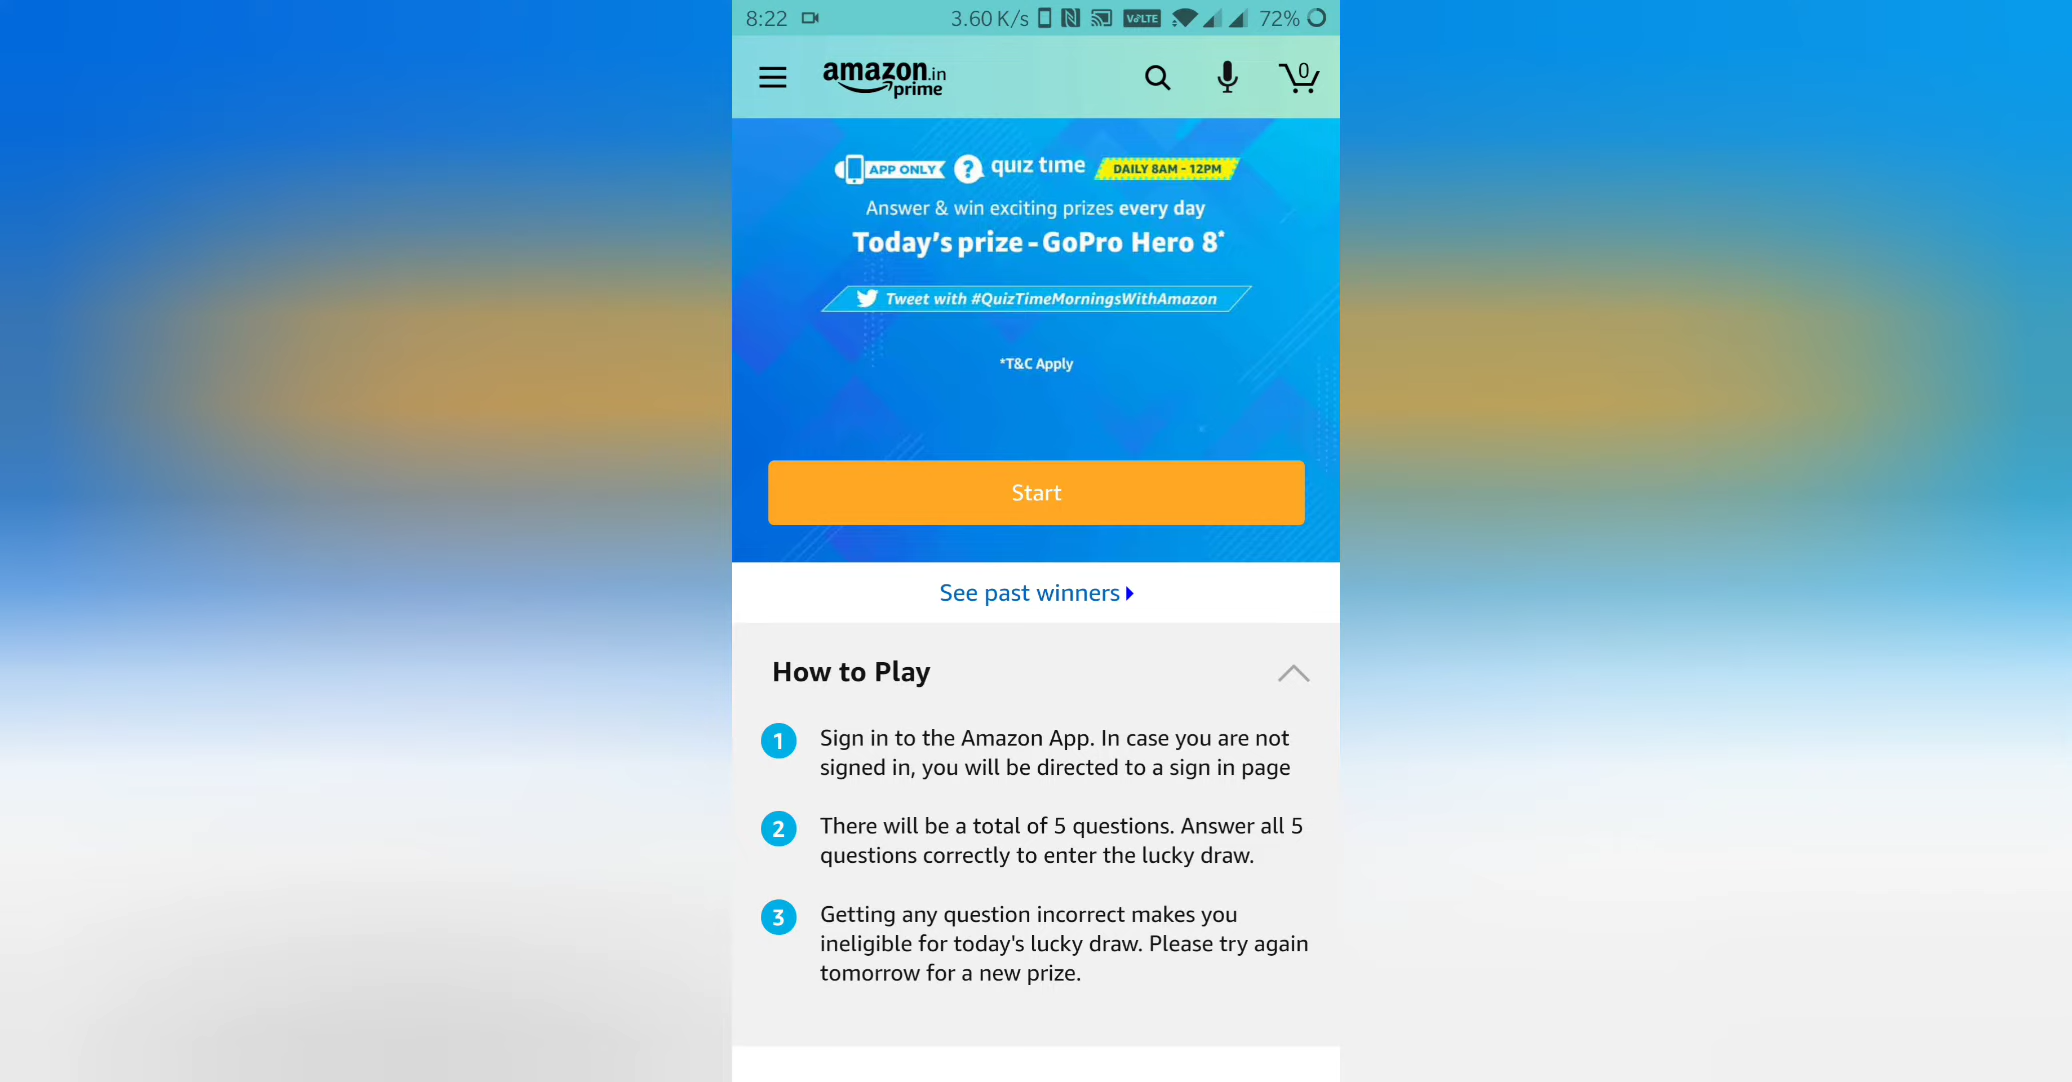 8:22 3.60 K/s VoLTE 72%
amazon.in
prime
0
APP ONLY ? quiz time DAILY 8AM - 12PM
Answer & win exciting prizes every day
Today's prize - GoPro Hero 8*
Tweet with #QuizTimeMorningsWithAmazon
*T&C Apply
Start
See past winners
How to Play
1 Sign in to the Amazon App. In case you are not
signed in, you will be directed to a sign in page
2 There will be a total of 5 questions. Answer all 5
questions correctly to enter the lucky draw.
3 Getting any question incorrect makes you
ineligible for today's lucky draw. Please try again
tomorrow for a new prize.